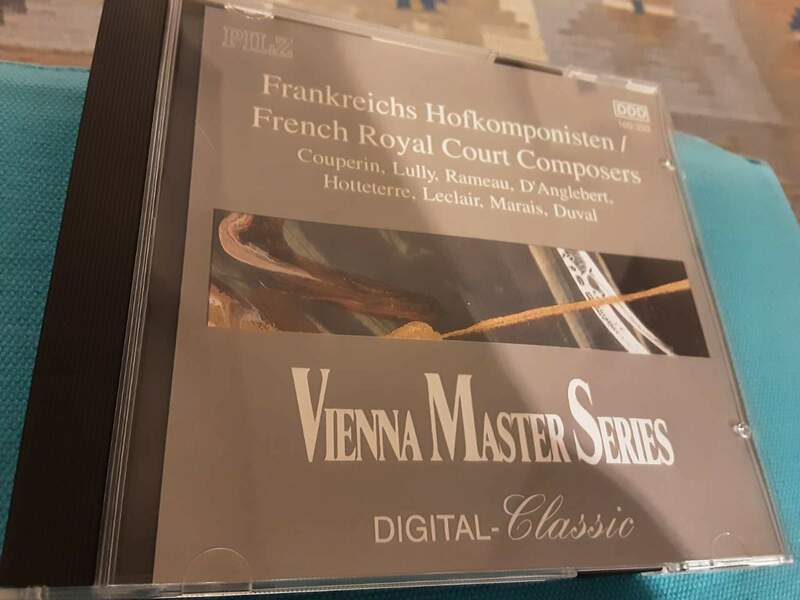 PILZ
DDD
Frankreichs Hofkomponisten /
French Royal Court Composers
Couperin, Lully, Rameau, D'Anglebert,
Hotteterre, Leclair, Marais, Duval
VIENNA MASTER SERIES
DIGITAL-Classic